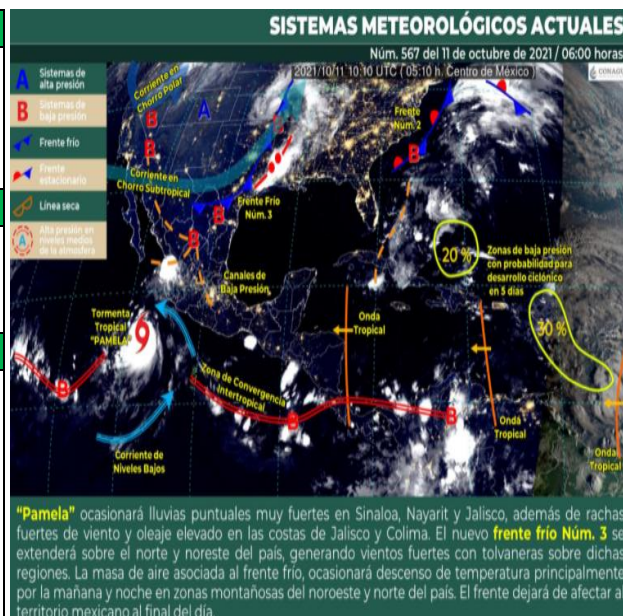 SISTEMAS METEOROLÓGICOS ACTUALES
Núm. 567 del 11 de octubre de 2021 / 06:00 horas
2021/10/11 10:10 UTC ( 05:10 h. Centro de México )
CONAGUA
A Sistemas de
alta presión
B Sistemas de
baja presión
Frente frío
Frente
estacionario
Línea seca
A Alta presión en
niveles medios
de la atmósfera
Corriente en
Chorro Polar
A
B
B
Corriente en
Chorro Subtropical
Frente
Núm. 2
B
B
Frente Frío
Núm. 3
B
Canales de
Baja Presión
20 %
Zonas de baja presión
con probabilidad para
desarrollo ciclónico
en 5 días
30 %
Tormenta
Tropical
"PAMELA"
Onda
Tropical
Zona de Convergencia
Intertropical
B
B
B
Corriente de
Niveles Bajos
Onda
Tropical
Onda
Tropical
"Pamela" ocasionará lluvias puntuales muy fuertes en Sinaloa, Nayarit y Jalisco, además de rachas
fuertes de viento y oleaje elevado en las costas de Jalisco y Colima. El nuevo frente frío Núm. 3 se
extenderá sobre el norte y noreste del país, generando vientos fuertes con tolvaneras sobre dichas
regiones. La masa de aire asociada al frente frío, ocasionará descenso de temperatura principalmente
por la mañana y noche en zonas montañosas del noroeste y norte del país. El frente dejará de afectar al
territorio mexicano al final del día.